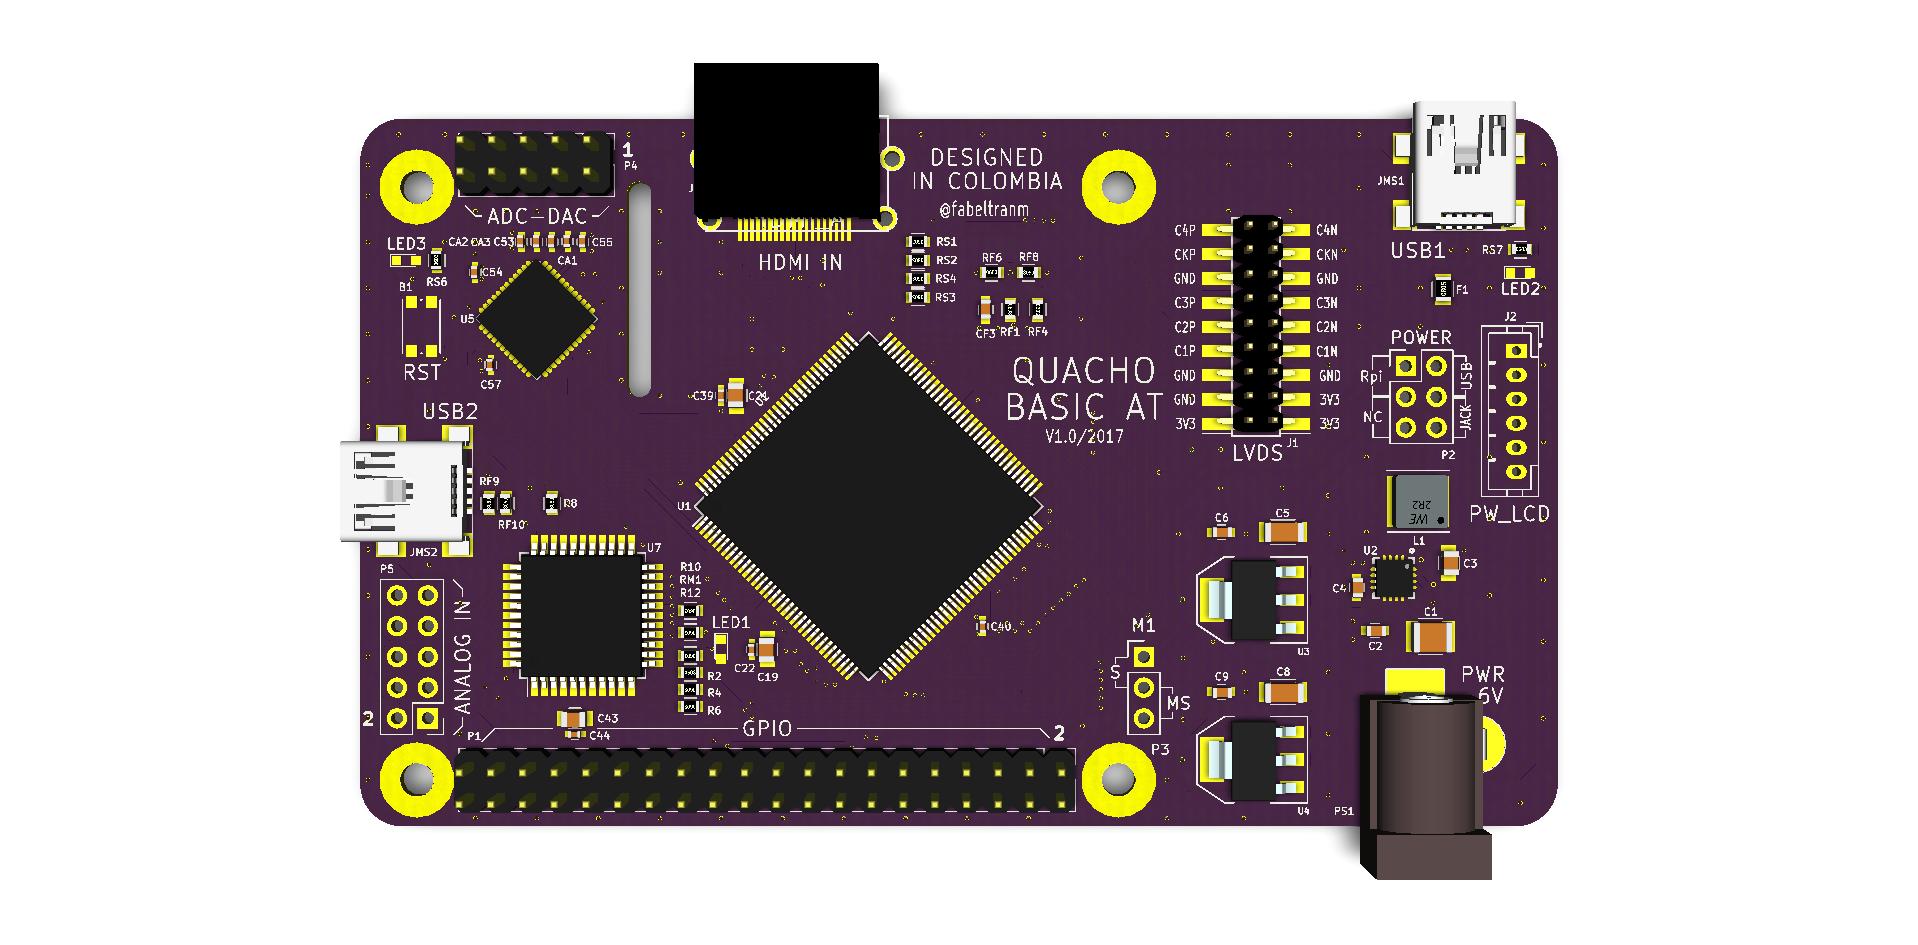 1
P4
ADC-DAC
LED3
CA2
CA3
C53
C55
CA1
C54
RS6
B1
U5
RST
C57
USB2
HDMI IN
DESIGNED
IN COLOMBIA
@fabeltranm
RS1
RS2
RS4
RS3
RF6
RF8
CF3
RF1
RF4
QUACHO
BASIC AT
V1.0/2017
C39
C21
U1
C4P C4N
CKP CKN
GND GND
C3P C3N
C2P C2N
C1P C1N
GND GND
GND 3V3
3V3 3V3
J1
LVDS
JMS1
USB1
RS7
LED2
F1
J2
POWER
Rpi
USB
NC
JACK
P2
PW_LCD
WE
2R2
L1
U2
C3
C4
C1
C2
C6
C5
U3
C9
C8
U4
PWR
6V
PS1
RF9
RF10
R8
JMS2
P5
ANALOG IN
2
U7
R10
RM1
R12
LED1
R2
R4
R6
C22
C19
C40
C43
C44
P1
GPIO
2
M1
S
MS
P3